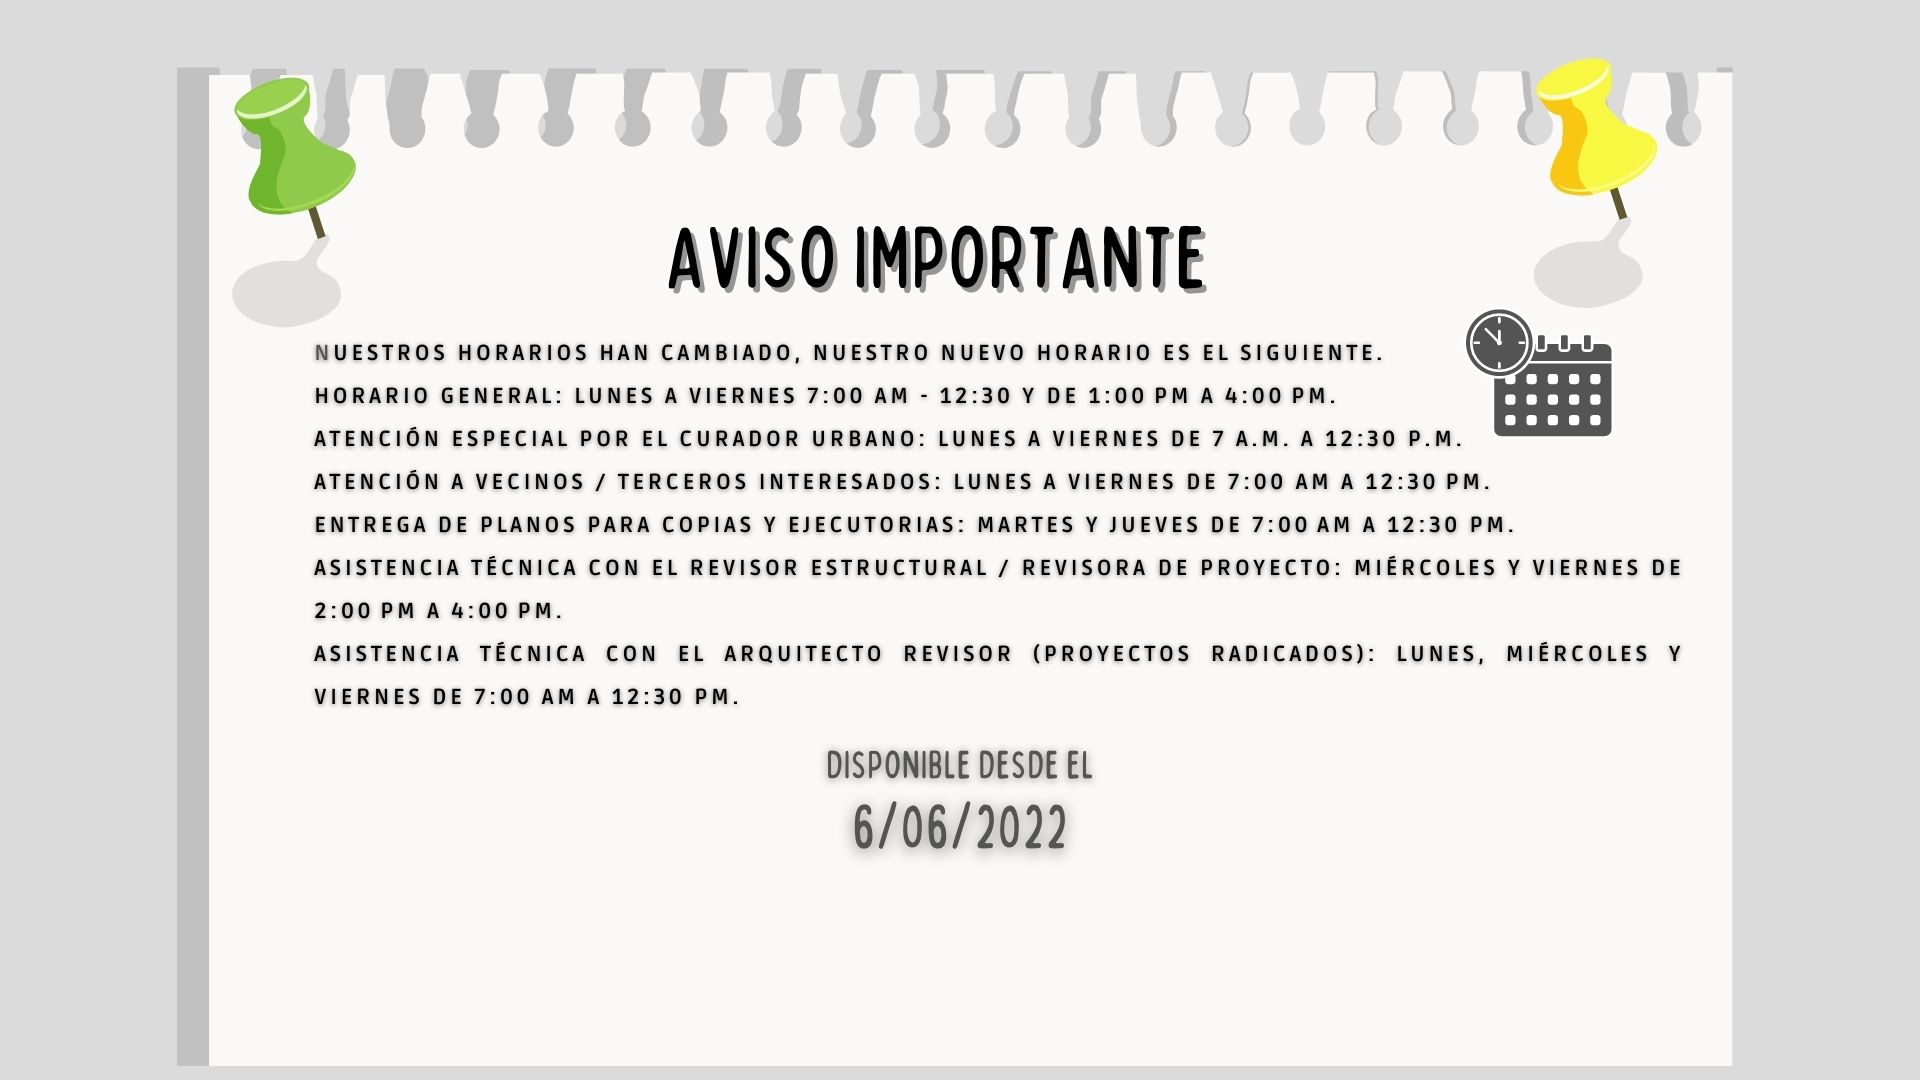 AVISO IMPORTANTE
NUESTROS HORARIOS HAN CAMBIADO, NUESTRO NUEVO HORARIO ES EL SIGUIENTE.
HORARIO GENERAL: LUNES A VIERNES 7:00 AM - 12:30 Y DE 1:00 PM A 4:00 PM.
ATENCIÓN ESPECIAL POR EL CURADOR URBANO: LUNES A VIERNES DE 7 A.M. A 12:30 P.M.
ATENCIÓN A VECINOS / TERCEROS INTERESADOS: LUNES A VIERNES DE 7:00 AM A 12:30 PM.
ENTREGA DE PLANOS PARA COPIAS Y EJECUTORIAS: MARTES Y JUEVES DE 7:00 AM A 12:30 PM.
ASISTENCIA TÉCNICA CON EL REVISOR ESTRUCTURAL / REVISORA DE PROYECTO: MIÉRCOLES Y VIERNES DE
2:00 PM A 4:00 PM.
ASISTENCIA TÉCNICA CON EL ARQUITECTO REVISOR (PROYECTOS RADICADOS): LUNES, MIÉRCOLES Y
VIERNES DE 7:00 AM A 12:30 PM.
DISPONIBLE DESDE EL
6/06/2022